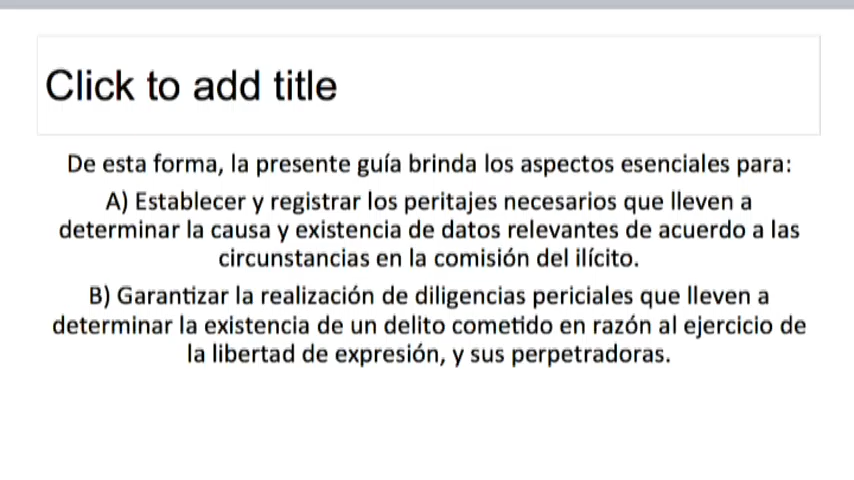 Click to add title
De esta forma, la presente guía brinda los aspectos esenciales para:
A) Establecer y registrar los peritajes necesarios que lleven a
determinar la causa y existencia de datos relevantes de acuerdo a las
circunstancias en la comisión del ilícito.
B) Garantizar la realización de diligencias periciales que lleven a
determinar la existencia de un delito cometido en razón al ejercicio de
la libertad de expresión, y sus perpetradoras.